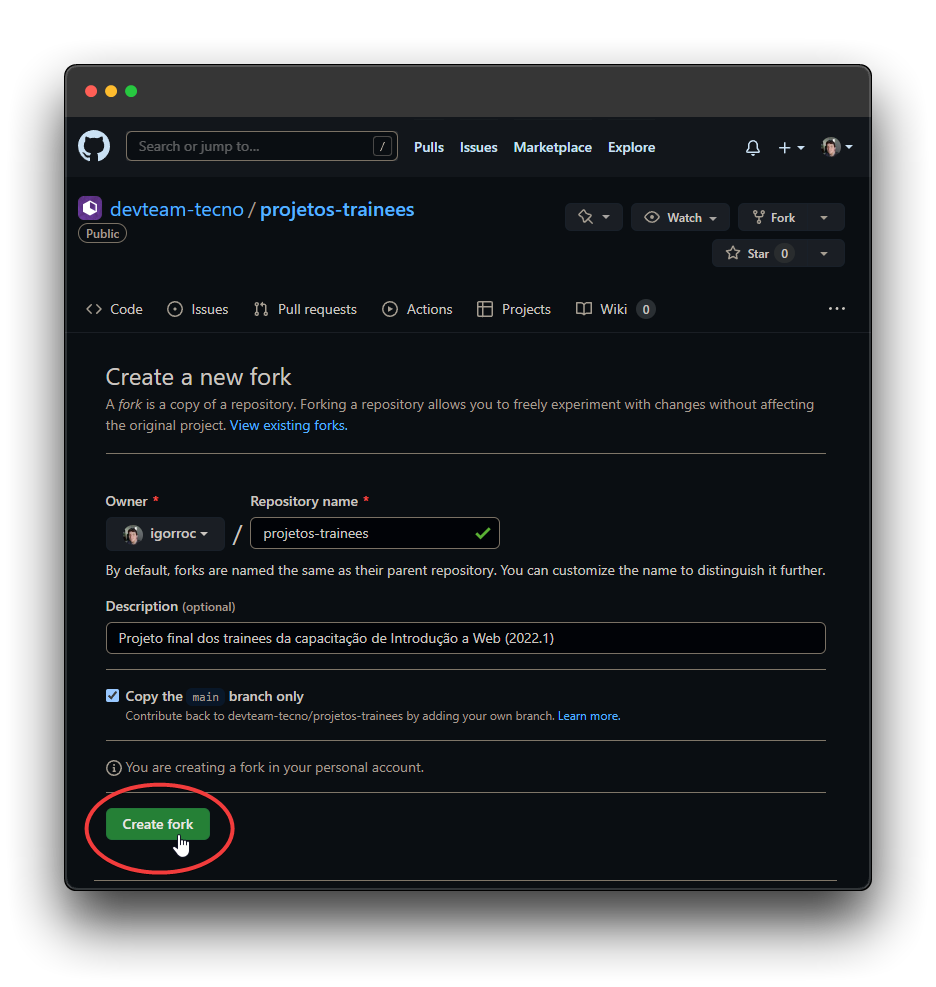 Search or jump to... / Pulls Issues Marketplace Explore
devteam-tecno / projetos-trainees
Public
Watch Fork
Star 0
Code Issues Pull requests Actions Projects Wiki 0
Create a new fork
A fork is a copy of a repository. Forking a repository allows you to freely experiment with changes without affecting
the original project. View existing forks.
Owner * Repository name *
igorroc / projetos-trainees
By default, forks are named the same as their parent repository. You can customize the name to distinguish it further.
Description (optional)
Projeto final dos trainees da capacitação de Introdução a Web (2022.1)
Copy the main branch only
Contribute back to devteam-tecno/projetos-trainees by adding your own branch. Learn more.
You are creating a fork in your personal account.
Create fork